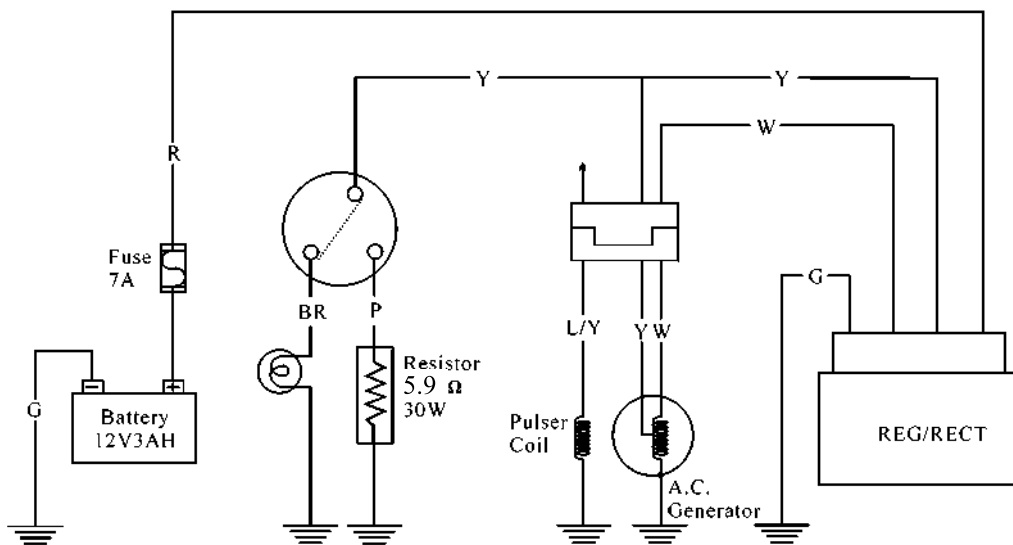 Y
Y
W
R
Fuse
7A
G
BR
P
L/Y
Y
W
Resistor
5.9 Ω
30W
G
Battery
12V3AH
Pulser
Coil
REG/RECT
A.C.
Generator